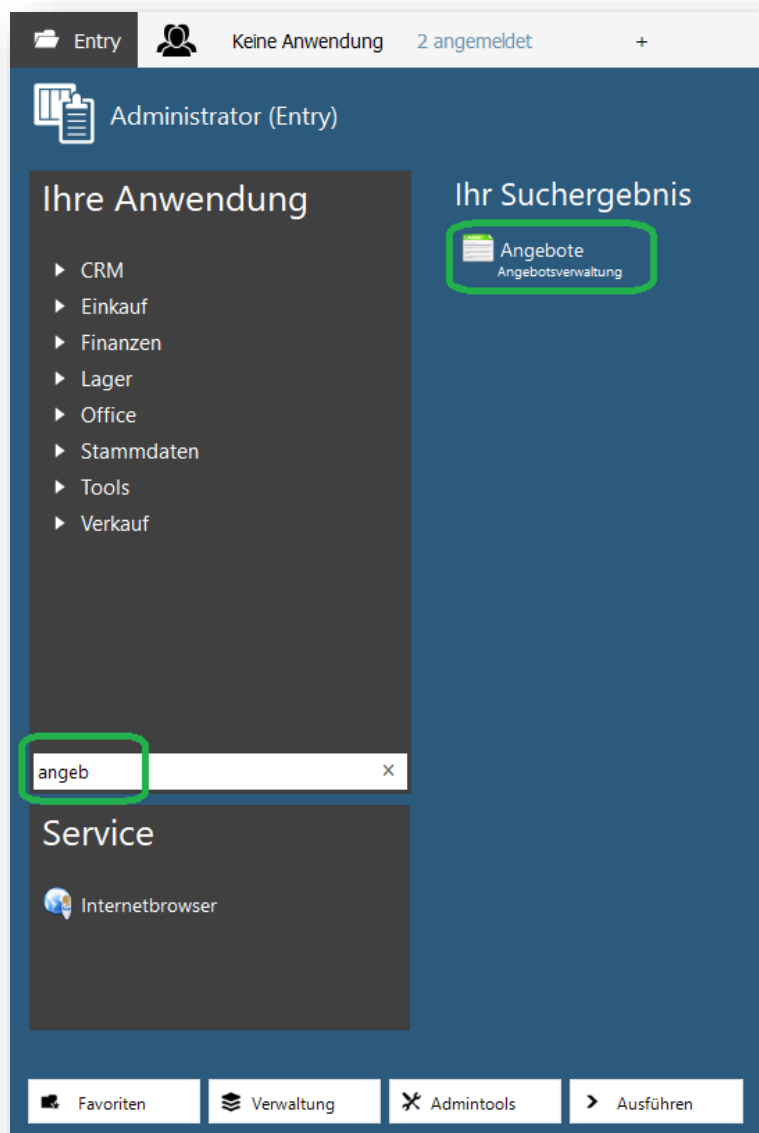 Entry Keine Anwendung 2 angemeldet +
Administrator (Entry)
Ihre Anwendung
CRM
Einkauf
Finanzen
Lager
Office
Stammdaten
Tools
Verkauf
angeb ×
Service
Internetbrowser
Ihr Suchergebnis
Angebote
Angebotsverwaltung
Favoriten Verwaltung Admintools Ausführen